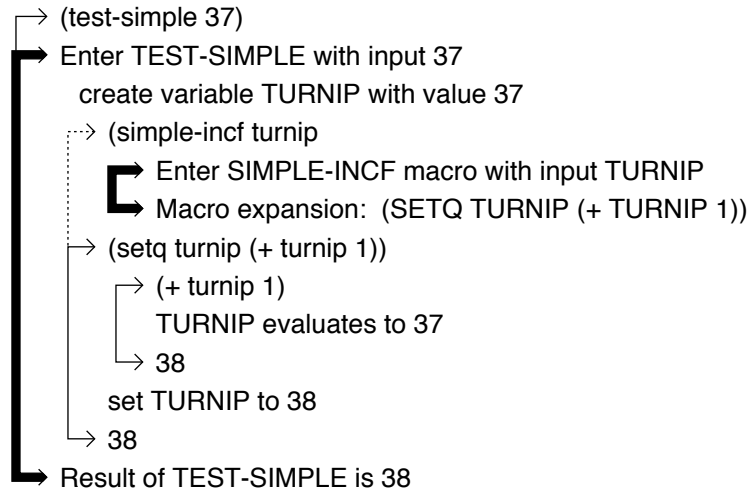 (test-simple 37)
Enter TEST-SIMPLE with input 37
create variable TURNIP with value 37
(simple-incf turnip
Enter SIMPLE-INCF macro with input TURNIP
Macro expansion: (SETQ TURNIP (+ TURNIP 1))
(setq turnip (+ turnip 1))
(+ turnip 1)
TURNIP evaluates to 37
38
set TURNIP to 38
38
Result of TEST-SIMPLE is 38